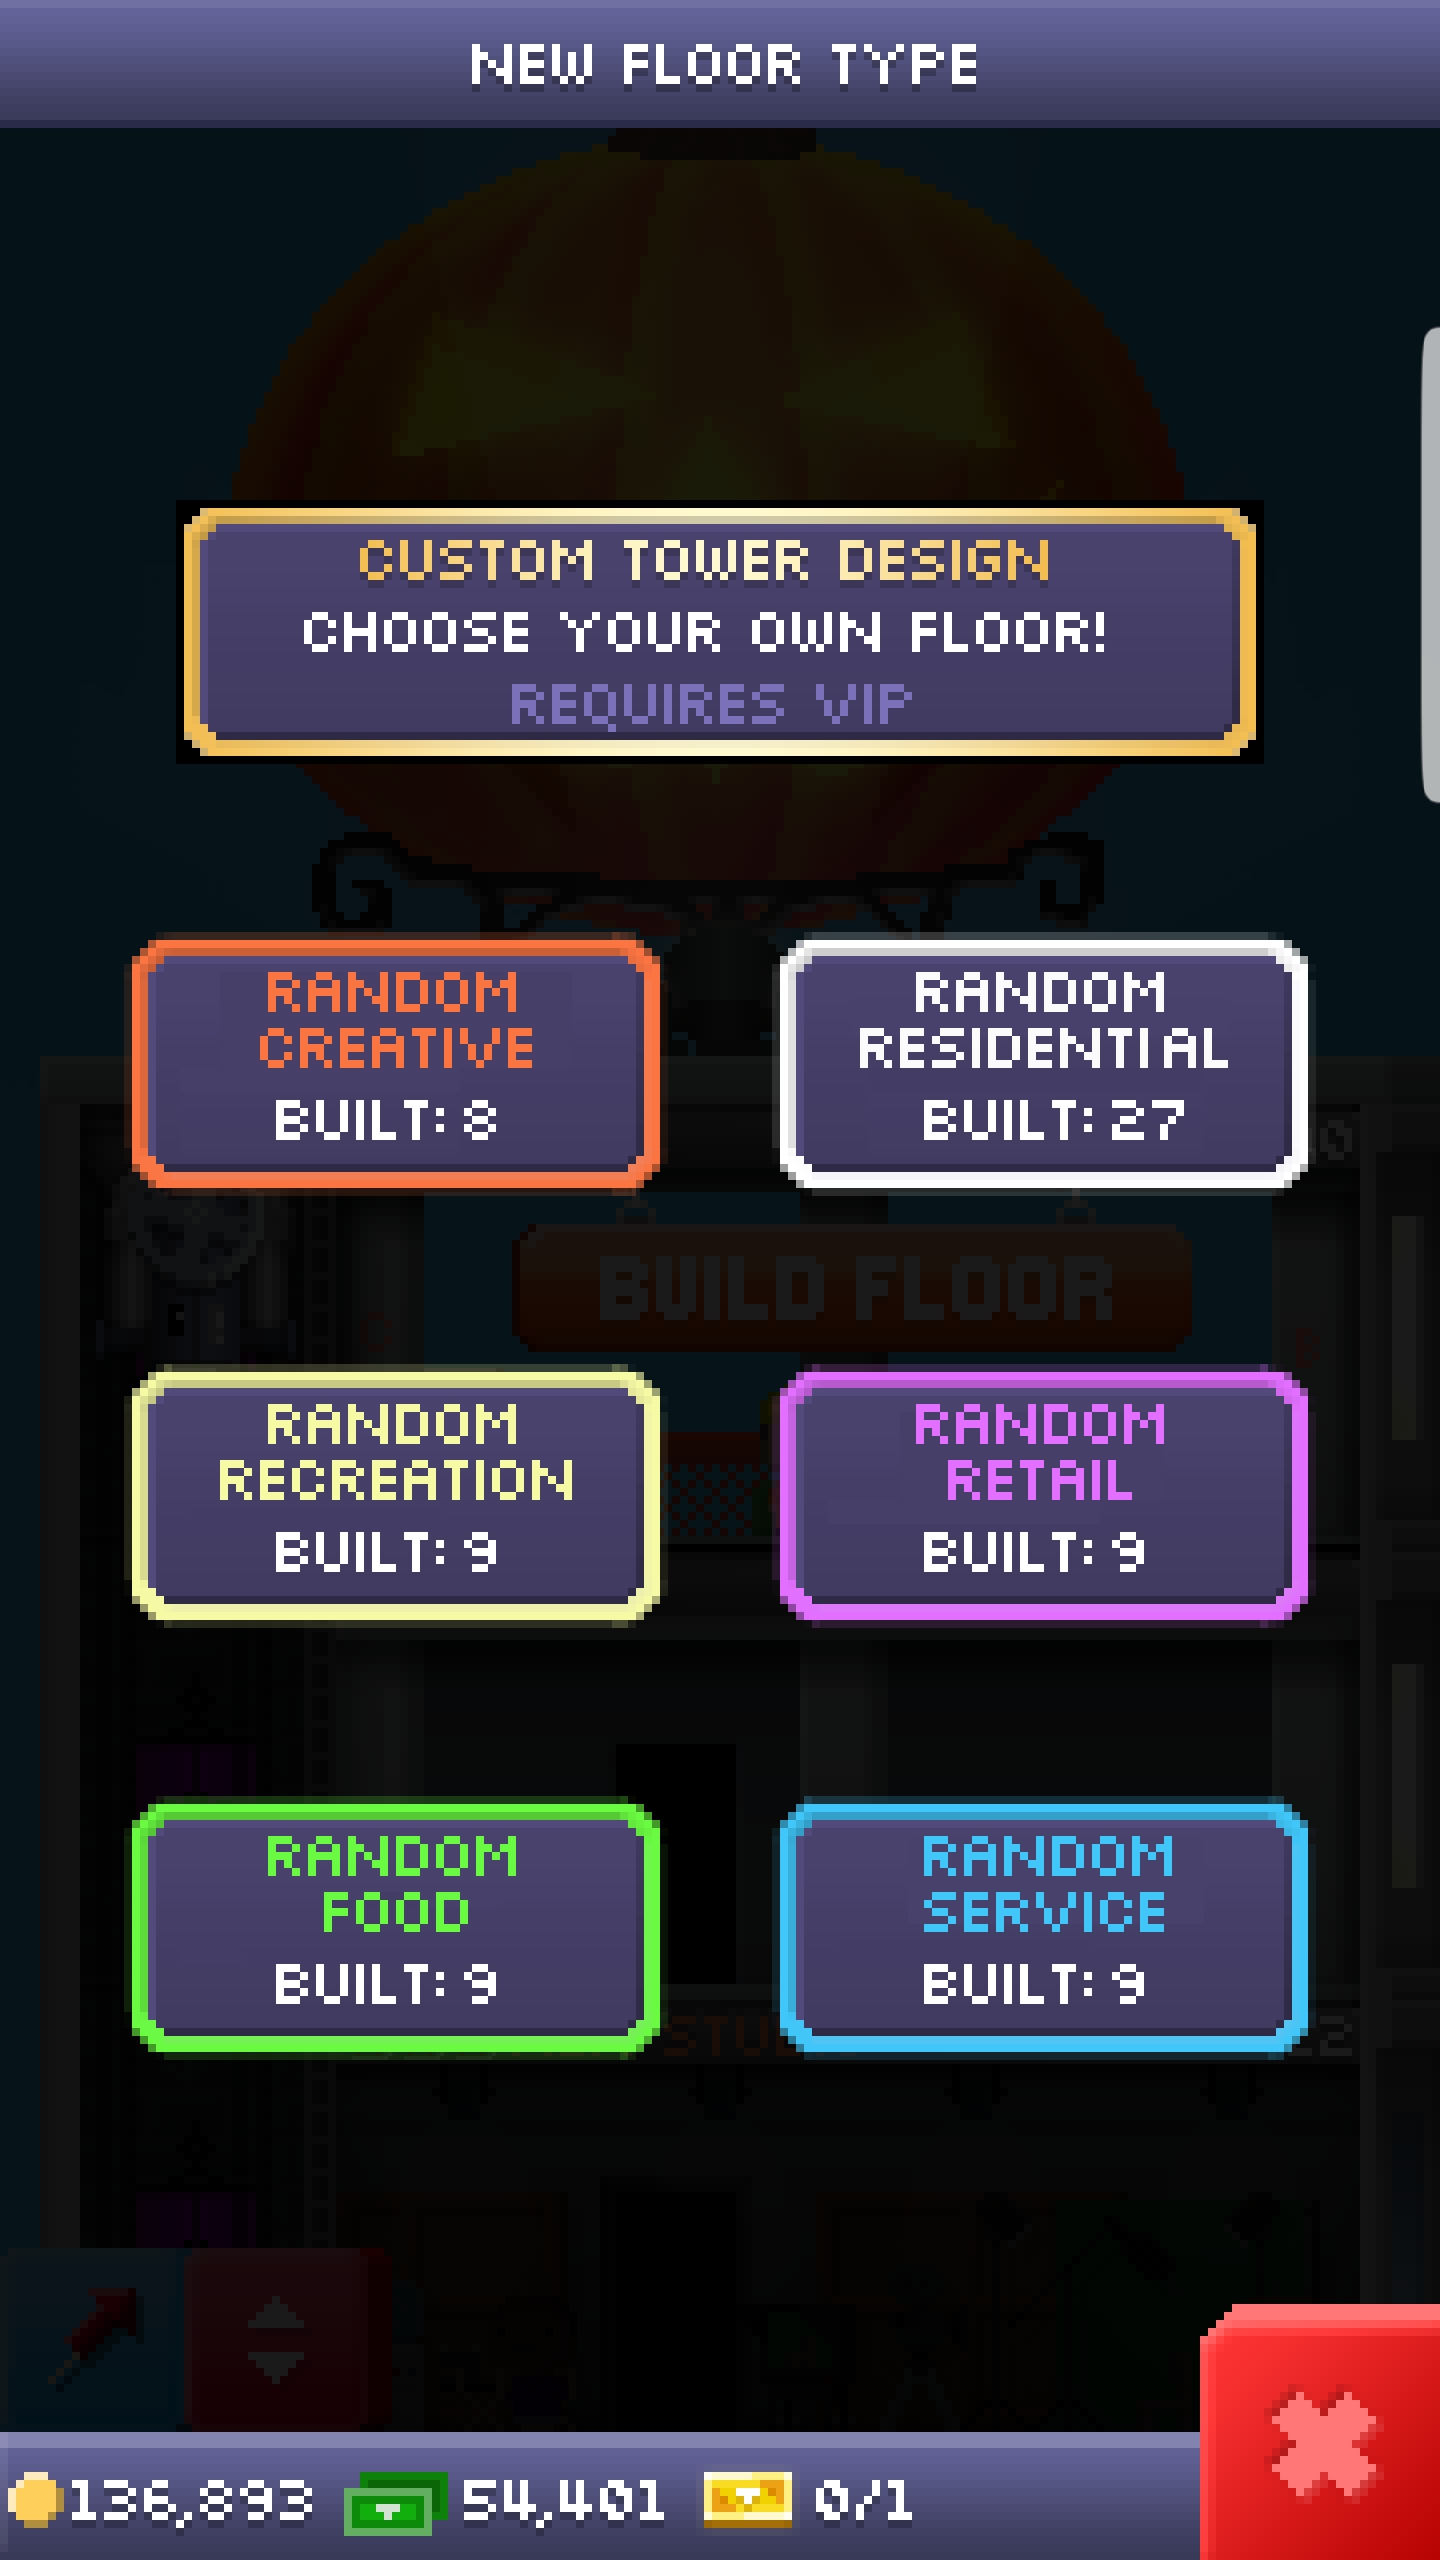 NEW FLOOR TYPE
CUSTOM TOWER DESIGN
CHOOSE YOUR OWN FLOOR!
REQUIRES VIP
RANDOM
CREATIVE
BUILT: 8
RANDOM
RESIDENTIAL
BUILT: 27
BUILD FLOOR
RANDOM
RECREATION
BUILT: 9
RANDOM
RETAIL
BUILT: 9
RANDOM
FOOD
BUILT: 9
RANDOM
SERVICE
BUILT: 9
136,893 54,401 0/1